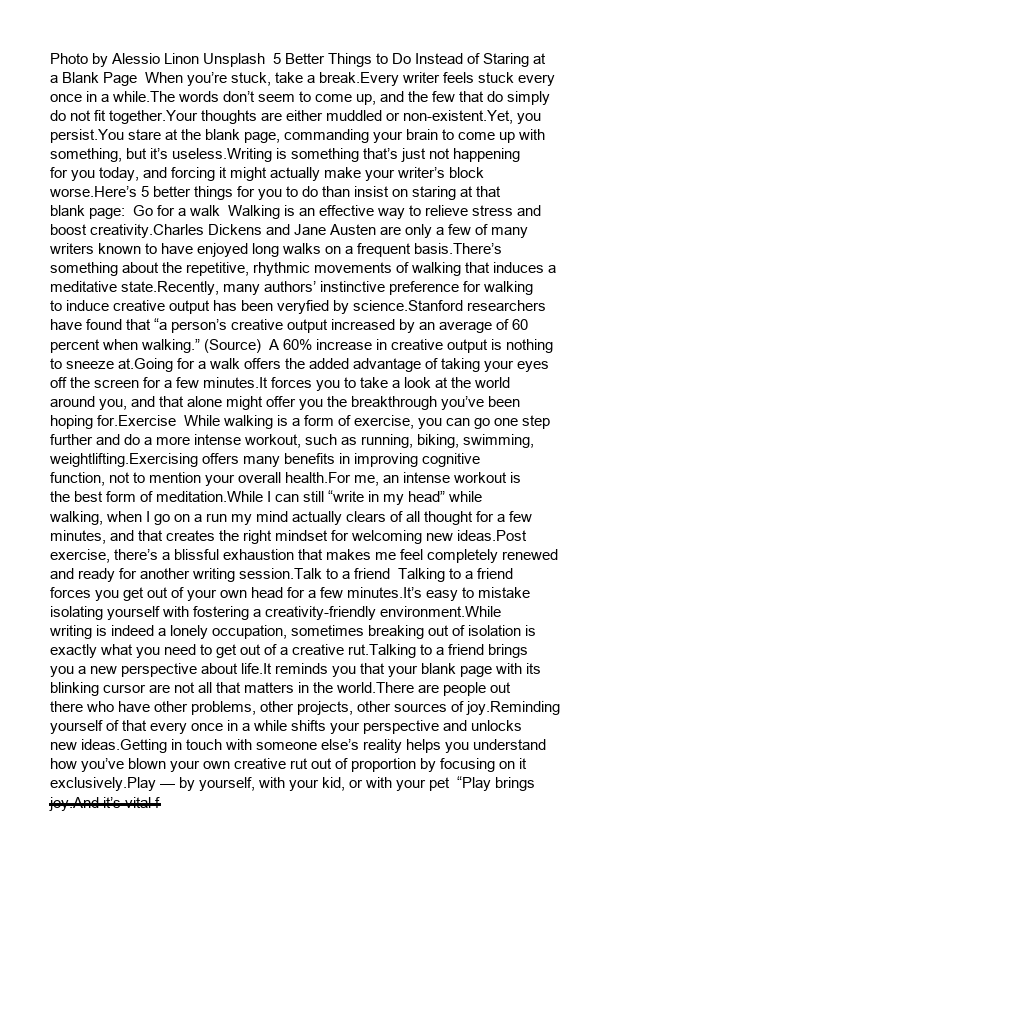 Photo by Alessio Linon Unsplash  5 Better Things to Do Instead of Staring at
a Blank Page  When you’re stuck, take a break.Every writer feels stuck every
once in a while.The words don’t seem to come up, and the few that do simply
do not fit together.Your thoughts are either muddled or non-existent.Yet, you
persist.You stare at the blank page, commanding your brain to come up with
something, but it’s useless.Writing is something that’s just not happening
for you today, and forcing it might actually make your writer’s block
worse.Here’s 5 better things for you to do than insist on staring at that
blank page:  Go for a walk  Walking is an effective way to relieve stress and
boost creativity.Charles Dickens and Jane Austen are only a few of many
writers known to have enjoyed long walks on a frequent basis.There’s
something about the repetitive, rhythmic movements of walking that induces a
meditative state.Recently, many authors’ instinctive preference for walking
to induce creative output has been veryfied by science.Stanford researchers
have found that “a person’s creative output increased by an average of 60
percent when walking.” (Source)  A 60% increase in creative output is nothing
to sneeze at.Going for a walk offers the added advantage of taking your eyes
off the screen for a few minutes.It forces you to take a look at the world
around you, and that alone might offer you the breakthrough you’ve been
hoping for.Exercise  While walking is a form of exercise, you can go one step
further and do a more intense workout, such as running, biking, swimming,
weightlifting.Exercising offers many benefits in improving cognitive
function, not to mention your overall health.For me, an intense workout is
the best form of meditation.While I can still “write in my head” while
walking, when I go on a run my mind actually clears of all thought for a few
minutes, and that creates the right mindset for welcoming new ideas.Post
exercise, there’s a blissful exhaustion that makes me feel completely renewed
and ready for another writing session.Talk to a friend  Talking to a friend
forces you get out of your own head for a few minutes.It’s easy to mistake
isolating yourself with fostering a creativity-friendly environment.While
writing is indeed a lonely occupation, sometimes breaking out of isolation is
exactly what you need to get out of a creative rut.Talking to a friend brings
you a new perspective about life.It reminds you that your blank page with its
blinking cursor are not all that matters in the world.There are people out
there who have other problems, other projects, other sources of joy.Reminding
yourself of that every once in a while shifts your perspective and unlocks
new ideas.Getting in touch with someone else’s reality helps you understand
how you’ve blown your own creative rut out of proportion by focusing on it
exclusively.Play — by yourself, with your kid, or with your pet  “Play brings
joy.And it’s vital f